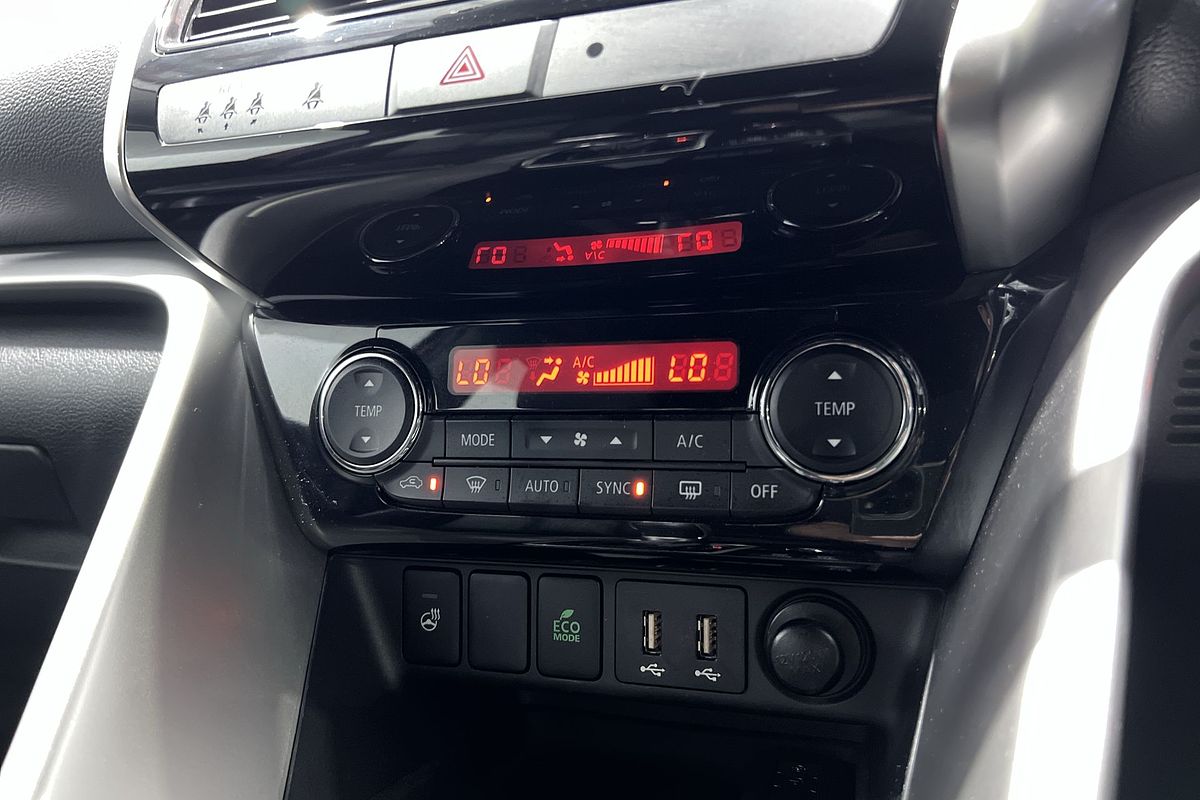 LO A/C LO
TEMP
TEMP
MODE
A/C
AUTO
SYNC
OFF
ECO
MODE